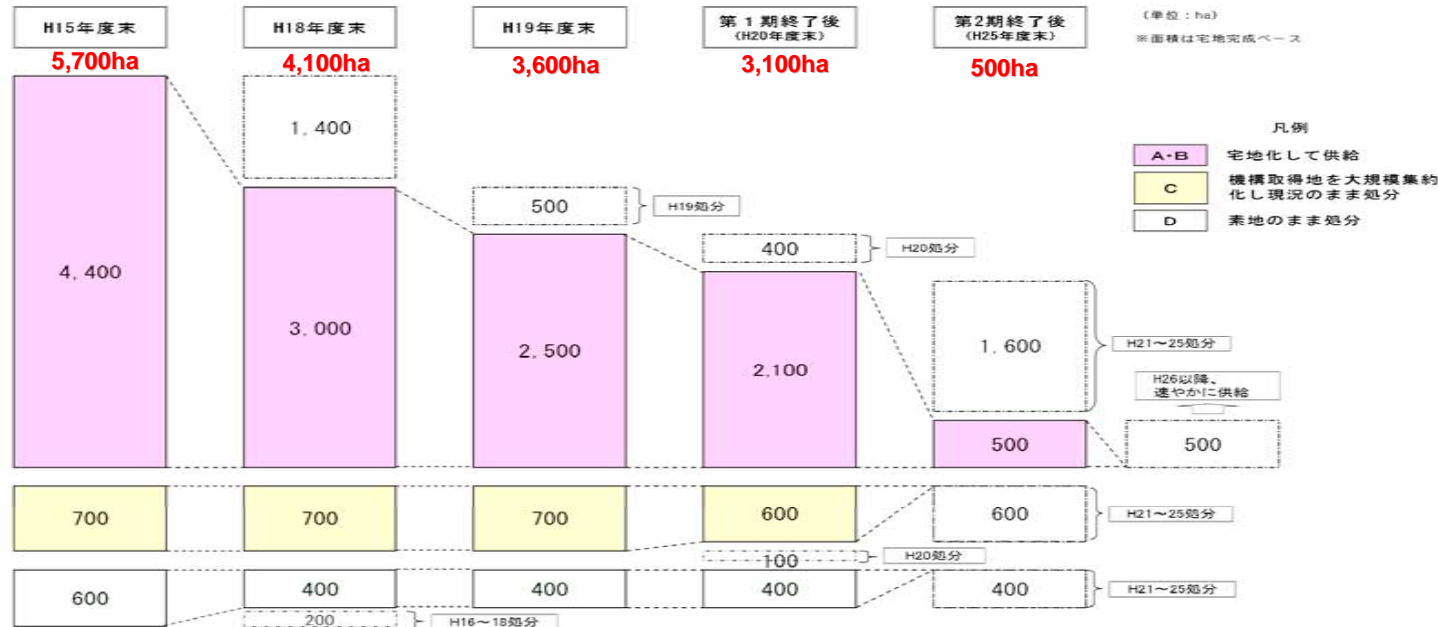 H15年度末
H18年度末
H19年度末
第1期終了後
(H20年度末)
第2期終了後
(H25年度末)
(単位:ha)
※面積は宅地完成ベース
5,700ha
4,100ha
3,600ha
3,100ha
500ha
凡例
A・B 宅地化して供給
C 機構取得地を大規模集約
化し現況のまま処分
D 素地のまま処分
1,400
500
H19処分
400
H20処分
4,400
3,000
2,500
2,100
1,600
H21～25処分
H26以降、
速やかに供給
500
500
700
700
700
600
600
H21～25処分
100
H20処分
600
400
400
400
400
H21～25処分
200
H16～18処分